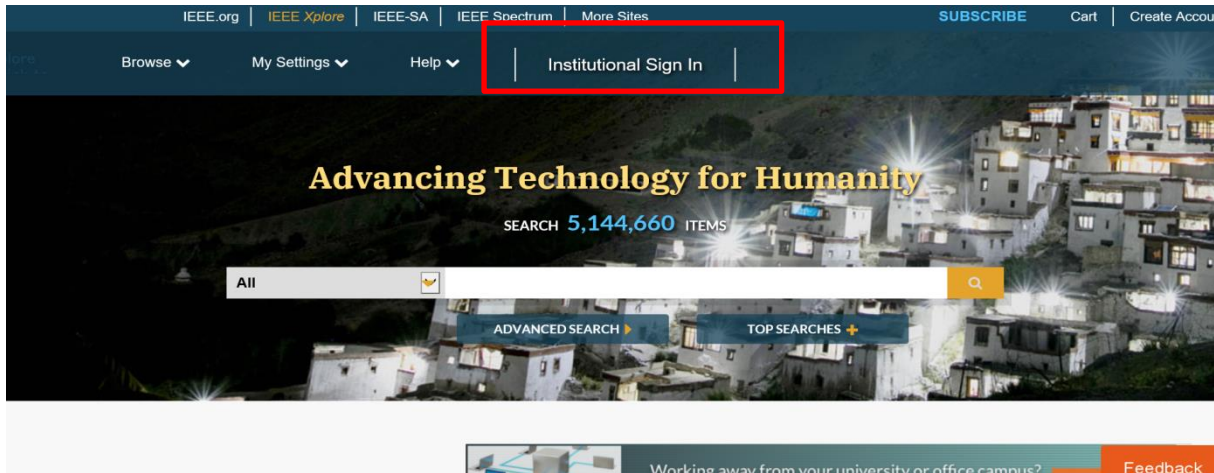 IEEE.org | IEEE Xplore | IEEE-SA | IEEE Spectrum | More Sites SUBSCRIBE Cart | Create Accou
Browse My Settings Help | Institutional Sign In |
Advancing Technology for Humanity
SEARCH 5,144,660 ITEMS
All
ADVANCED SEARCH TOP SEARCHES +
Working away from your university or office campus? Feedback